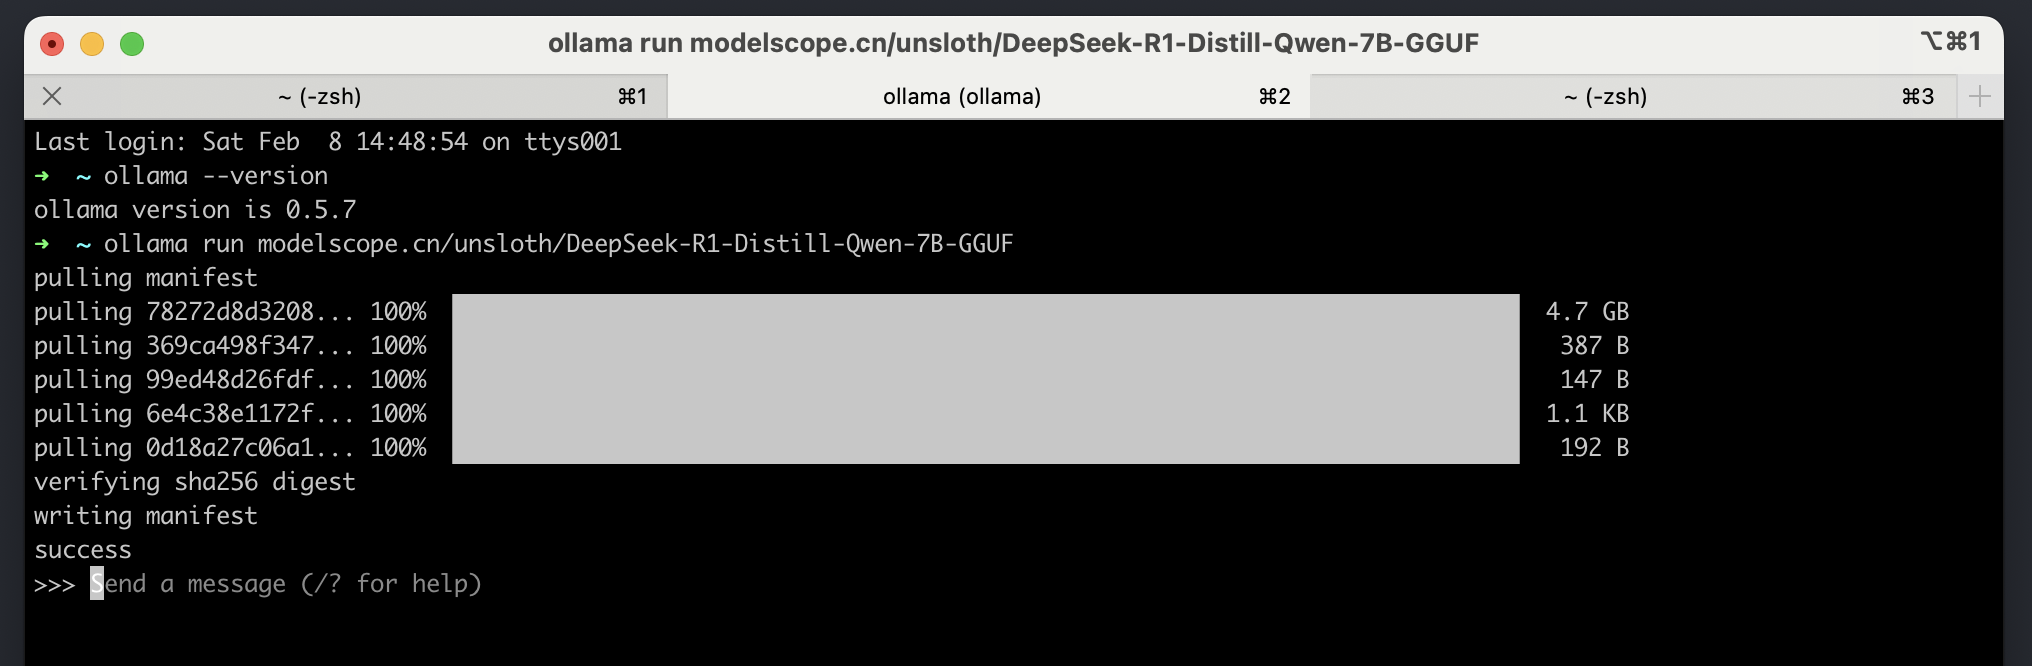 ollama run modelscope.cn/unsloth/DeepSeek-R1-Distill-Qwen-7B-GGUF ⌥⌘1
~ (-zsh) ⌘1 ollama (ollama) ⌘2 ~ (-zsh) ⌘3
Last login: Sat Feb  8 14:48:54 on ttys001
➜  ~ ollama --version
ollama version is 0.5.7
➜  ~ ollama run modelscope.cn/unsloth/DeepSeek-R1-Distill-Qwen-7B-GGUF
pulling manifest
pulling 78272d8d3208... 100% 4.7 GB
pulling 369ca498f347... 100% 387 B
pulling 99ed48d26fdf... 100% 147 B
pulling 6e4c38e1172f... 100% 1.1 KB
pulling 0d18a27c06a1... 100% 192 B
verifying sha256 digest
writing manifest
success
>>> Send a message (/? for help)